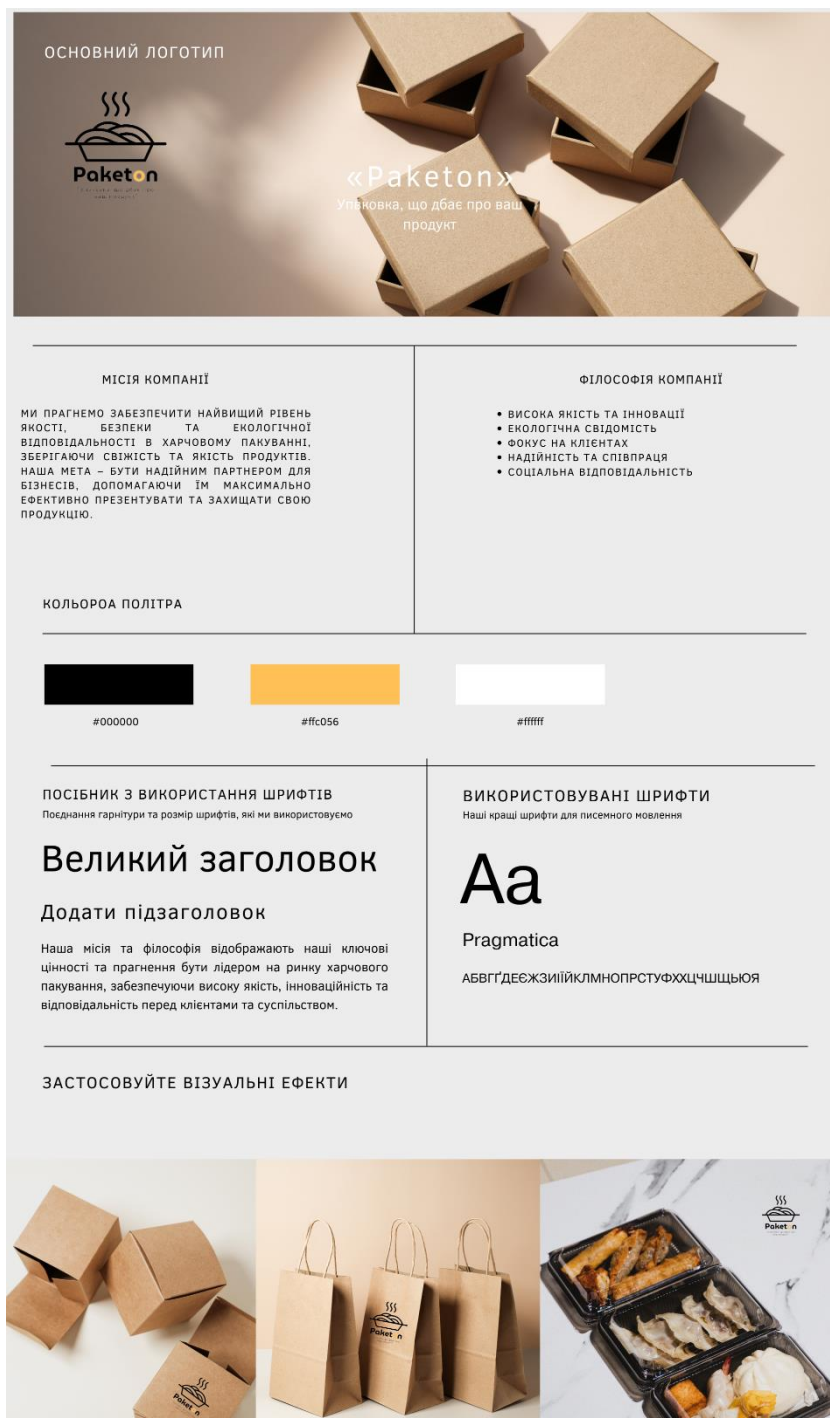 ОСНОВНИЙ ЛОГОТИП
Paketon
«Paketon»
Упаковка, що дбає про ваш
продукт
МІСІЯ КОМПАНІЇ
МИ ПРАГНЕМО ЗАБЕЗПЕЧИТИ НАЙВИЩИЙ РІВЕНЬ
ЯКОСТІ, БЕЗПЕКИ ТА ЕКОЛОГІЧНОЇ
ВІДПОВІДАЛЬНОСТІ В ХАРЧОВОМУ ПАКУВАННІ,
ЗБЕРІГАЮЧИ СВІЖІСТЬ ТА ЯКІСТЬ ПРОДУКТІВ.
НАША МЕТА – БУТИ НАДІЙНИМ ПАРТНЕРОМ ДЛЯ
БІЗНЕСІВ, ДОПОМАГАЮЧИ ЇМ МАКСИМАЛЬНО
ЕФЕКТИВНО ПРЕЗЕНТУВАТИ ТА ЗАХИЩАТИ СВОЮ
ПРОДУКЦІЮ.
ФІЛОСОФІЯ КОМПАНІЇ
• ВИСОКА ЯКІСТЬ ТА ІННОВАЦІЇ
• ЕКОЛОГІЧНА СВІДОМІСТЬ
• ФОКУС НА КЛІЄНТАХ
• НАДІЙНІСТЬ ТА СПІВПРАЦЯ
• СОЦІАЛЬНА ВІДПОВІДАЛЬНІСТЬ
КОЛЬОРОА ПОЛІТРА
#000000
#ffc056
#ffffff
ПОСІБНИК З ВИКОРИСТАННЯ ШРИФТІВ
Поєднання гарнітури та розмір шрифтів, які ми використовуємо
Великий заголовок
Додати підзаголовок
Наша місія та філософія відображають наші ключові
цінності та прагнення бути лідером на ринку харчового
пакування, забезпечуючи високу якість, інноваційність та
відповідальність перед клієнтами та суспільством.
ВИКОРИСТОВУВАНІ ШРИФТИ
Наші кращі шрифти для писемного мовлення
Aa
Pragmatica
АБВГҐДЕЄЖЗИІЇЙКЛМНОПРСТУФХХЦЧШЩЬЮЯ
ЗАСТОСОВУЙТЕ ВІЗУАЛЬНІ ЕФЕКТИ
Paket n
Paket n
Paket n